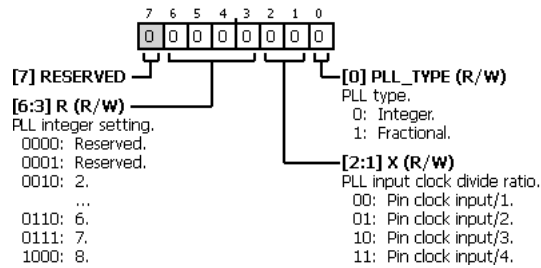 7 6 5 4 3 2 1 0
0 0 0 0 0 0 0 0
[7] RESERVED
[6:3] R (R/W)
PLL integer setting.
0000: Reserved.
0001: Reserved.
0010: 2.
...
0110: 6.
0111: 7.
1000: 8.
[0] PLL_TYPE (R/W)
PLL type.
0: Integer.
1: Fractional.
[2:1] X (R/W)
PLL input clock divide ratio.
00: Pin clock input/1.
01: Pin clock input/2.
10: Pin clock input/3.
11: Pin clock input/4.